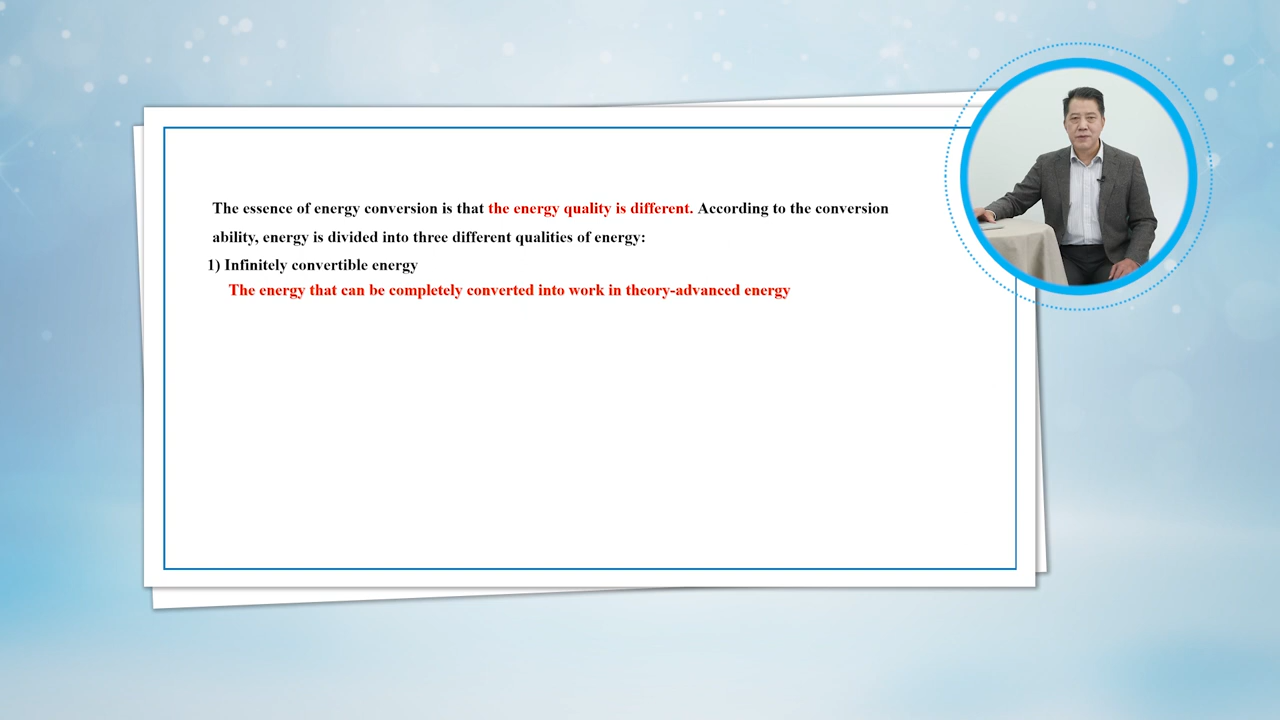 The essence of energy conversion is that the energy quality is different. According to the conversion
ability, energy is divided into three different qualities of energy:
1) Infinitely convertible energy
The energy that can be completely converted into work in theory-advanced energy